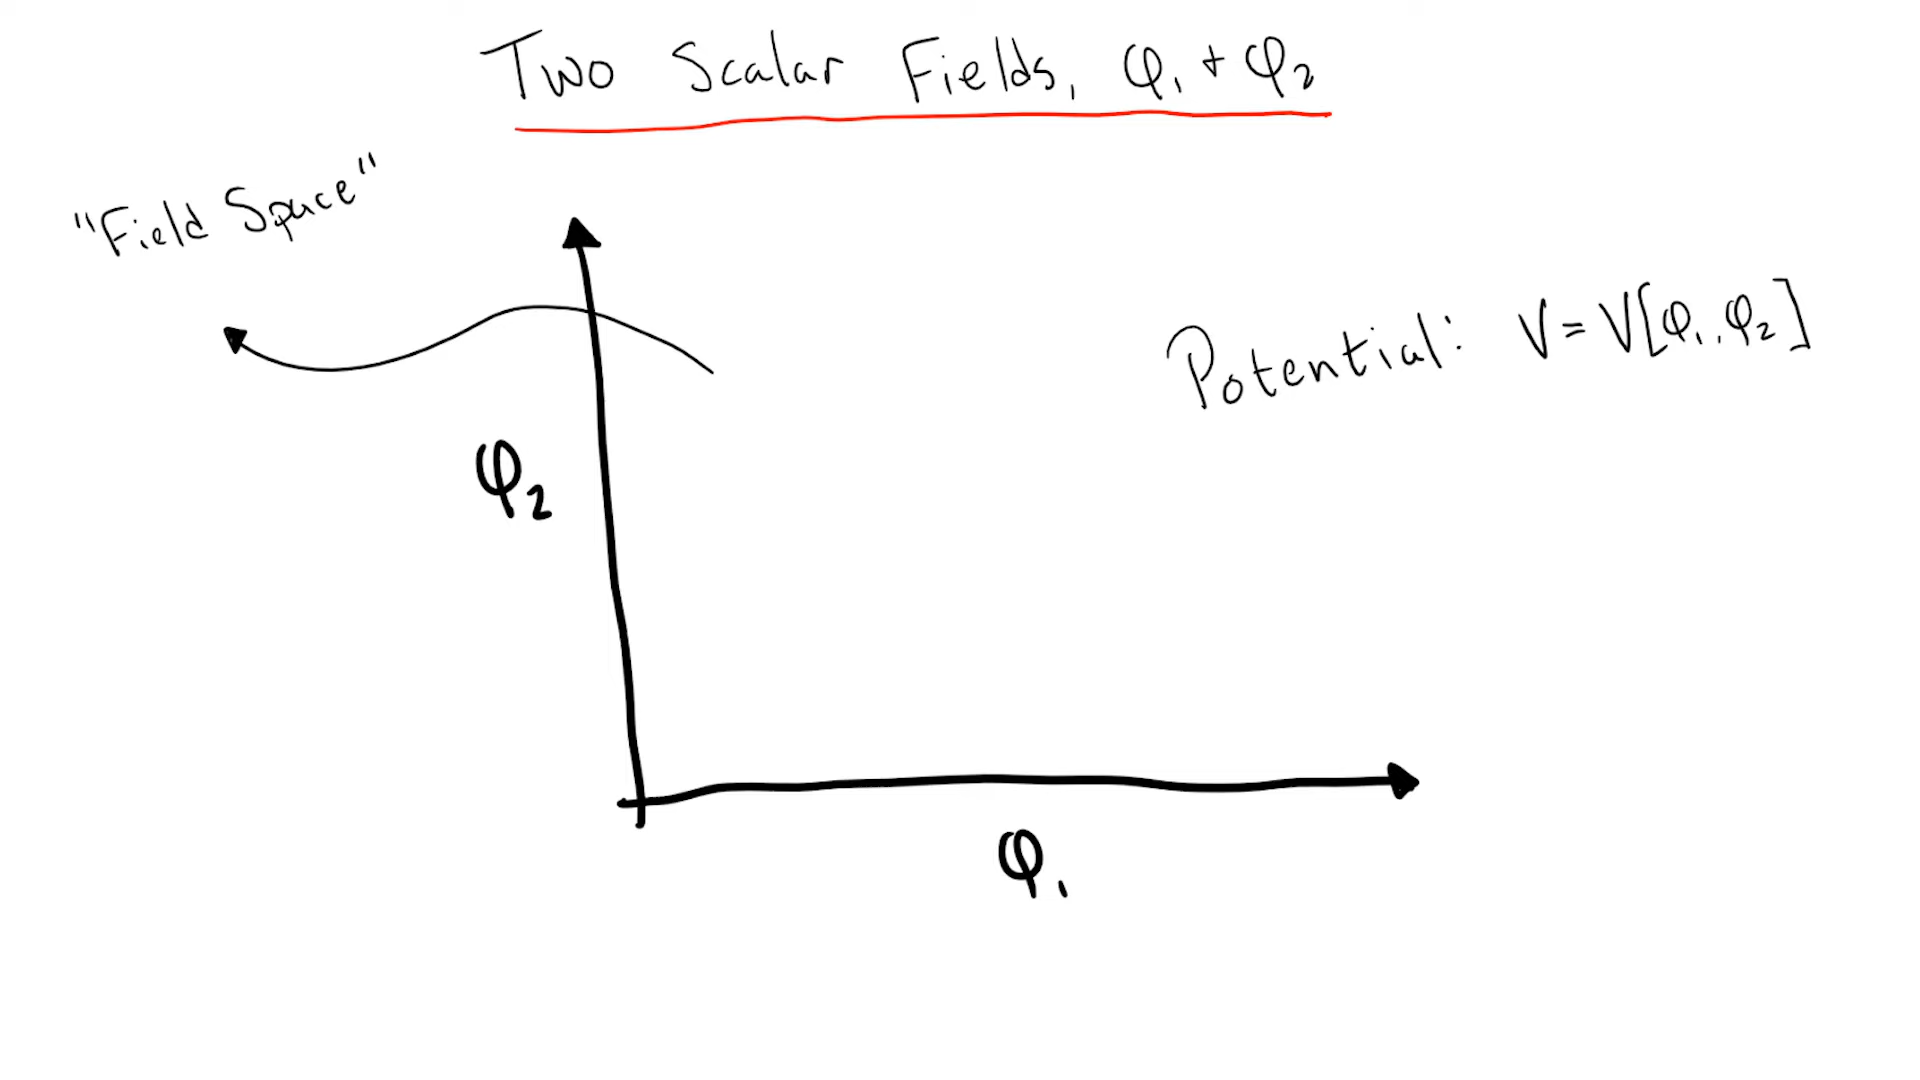 Two Scalar Fields, φ₁ + φ₂
"Field Space"
Potential: V = V[φ₁, φ₂]
φ₂
φ₁